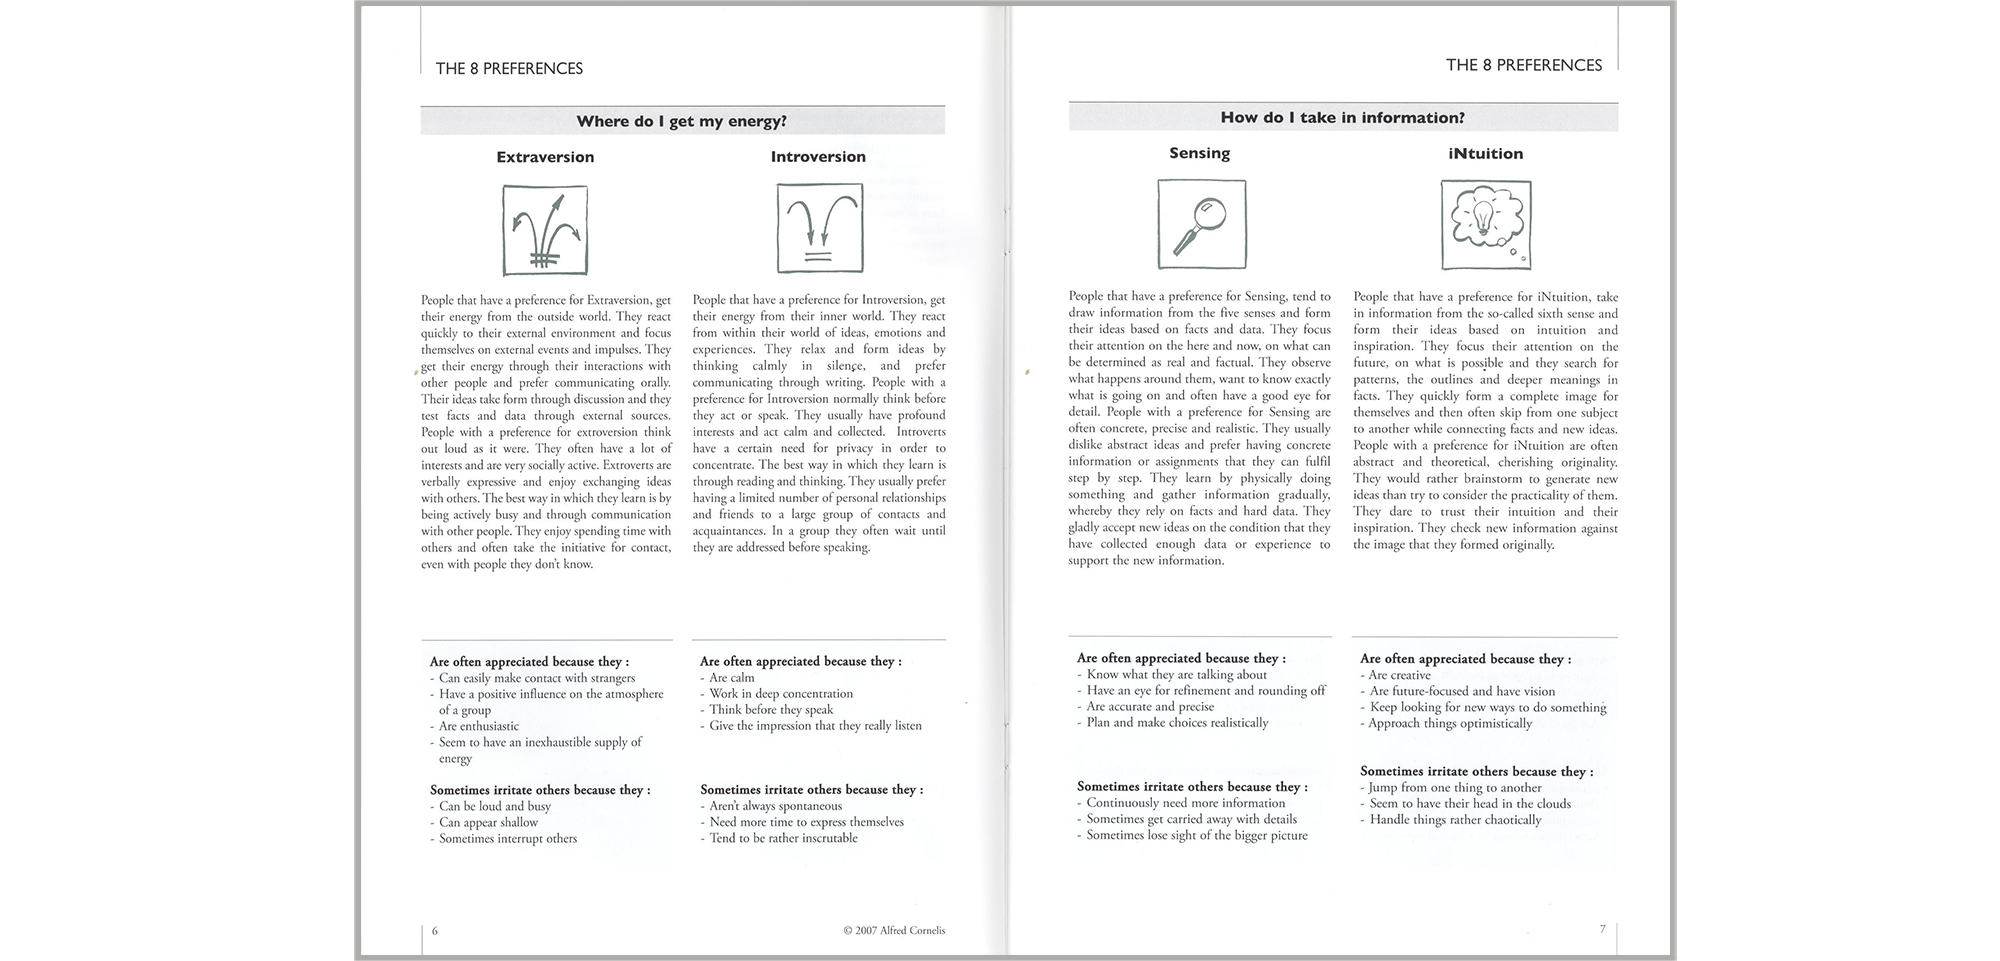 THE 8 PREFERENCES
Where do I get my energy?
Extraversion
People that have a preference for Extraversion, get
their energy from the outside world. They react
quickly to their external environment and focus
themselves on external events and impulses. They
get their energy through their interactions with
other people and prefer communicating orally.
Their ideas take form through discussion and they
test facts and data through external sources.
People with a preference for extroversion think
out loud as it were. They often have a lot of
interests and are very socially active. Extroverts are
verbally expressive and enjoy exchanging ideas
with others. The best way in which they learn is by
being actively busy and through communication
with other people. They enjoy spending time with
others and often take the initiative for contact,
even with people they don't know.
Are often appreciated because they :
- Can easily make contact with strangers
- Have a positive influence on the atmosphere
of a group
- Are enthusiastic
- Seem to have an inexhaustible supply of
energy
Sometimes irritate others because they :
- Can be loud and busy
- Can appear shallow
- Sometimes interrupt others
Introversion
People that have a preference for Introversion, get
their energy from their inner world. They react
from within their world of ideas, emotions and
experiences. They relax and form ideas by
thinking calmly in silence, and prefer
communicating through writing. People with a
preference for Introversion normally think before
they act or speak. They usually have profound
interests and act calm and collected. Introverts
have a certain need for privacy in order to
concentrate. The best way in which they learn is
through reading and thinking. They usually prefer
having a limited number of personal relationships
and friends to a large group of contacts and
acquaintances. In a group they often wait until
they are addressed before speaking.
Are often appreciated because they :
- Are calm
- Work in deep concentration
- Think before they speak
- Give the impression that they really listen
Sometimes irritate others because they :
- Aren't always spontaneous
- Need more time to express themselves
- Tend to be rather inscrutable
6
© 2007 Alfred Cornelis
THE 8 PREFERENCES
How do I take in information?
Sensing
People that have a preference for Sensing, tend to
draw information from the five senses and form
their ideas based on facts and data. They focus
their attention on the here and now, on what can
be determined as real and factual. They observe
what happens around them, want to know exactly
what is going on and often have a good eye for
detail. People with a preference for Sensing are
often concrete, precise and realistic. They usually
dislike abstract ideas and prefer having concrete
information or assignments that they can fulfil
step by step. They learn by physically doing
something and gather information gradually,
whereby they rely on facts and hard data. They
gladly accept new ideas on the condition that they
have collected enough data or experience to
support the new information.
Are often appreciated because they :
- Know what they are talking about
- Have an eye for refinement and rounding off
- Are accurate and precise
- Plan and make choices realistically
Sometimes irritate others because they :
- Continuously need more information
- Sometimes get carried away with details
- Sometimes lose sight of the bigger picture
iNtuition
People that have a preference for iNtuition, take
in information from the so-called sixth sense and
form their ideas based on intuition and
inspiration. They focus their attention on the
future, on what is possible and they search for
patterns, the outlines and deeper meanings in
facts. They quickly form a complete image for
themselves and then often skip from one subject
to another while connecting facts and new ideas.
People with a preference for iNtuition are often
abstract and theoretical, cherishing originality.
They would rather brainstorm to generate new
ideas than try to consider the practicality of them.
They dare to trust their intuition and their
inspiration. They check new information against
the image that they formed originally.
Are often appreciated because they :
- Are creative
- Are future-focused and have vision
- Keep looking for new ways to do something
- Approach things optimistically
Sometimes irritate others because they :
- Jump from one thing to another
- Seem to have their head in the clouds
- Handle things rather chaotically
7